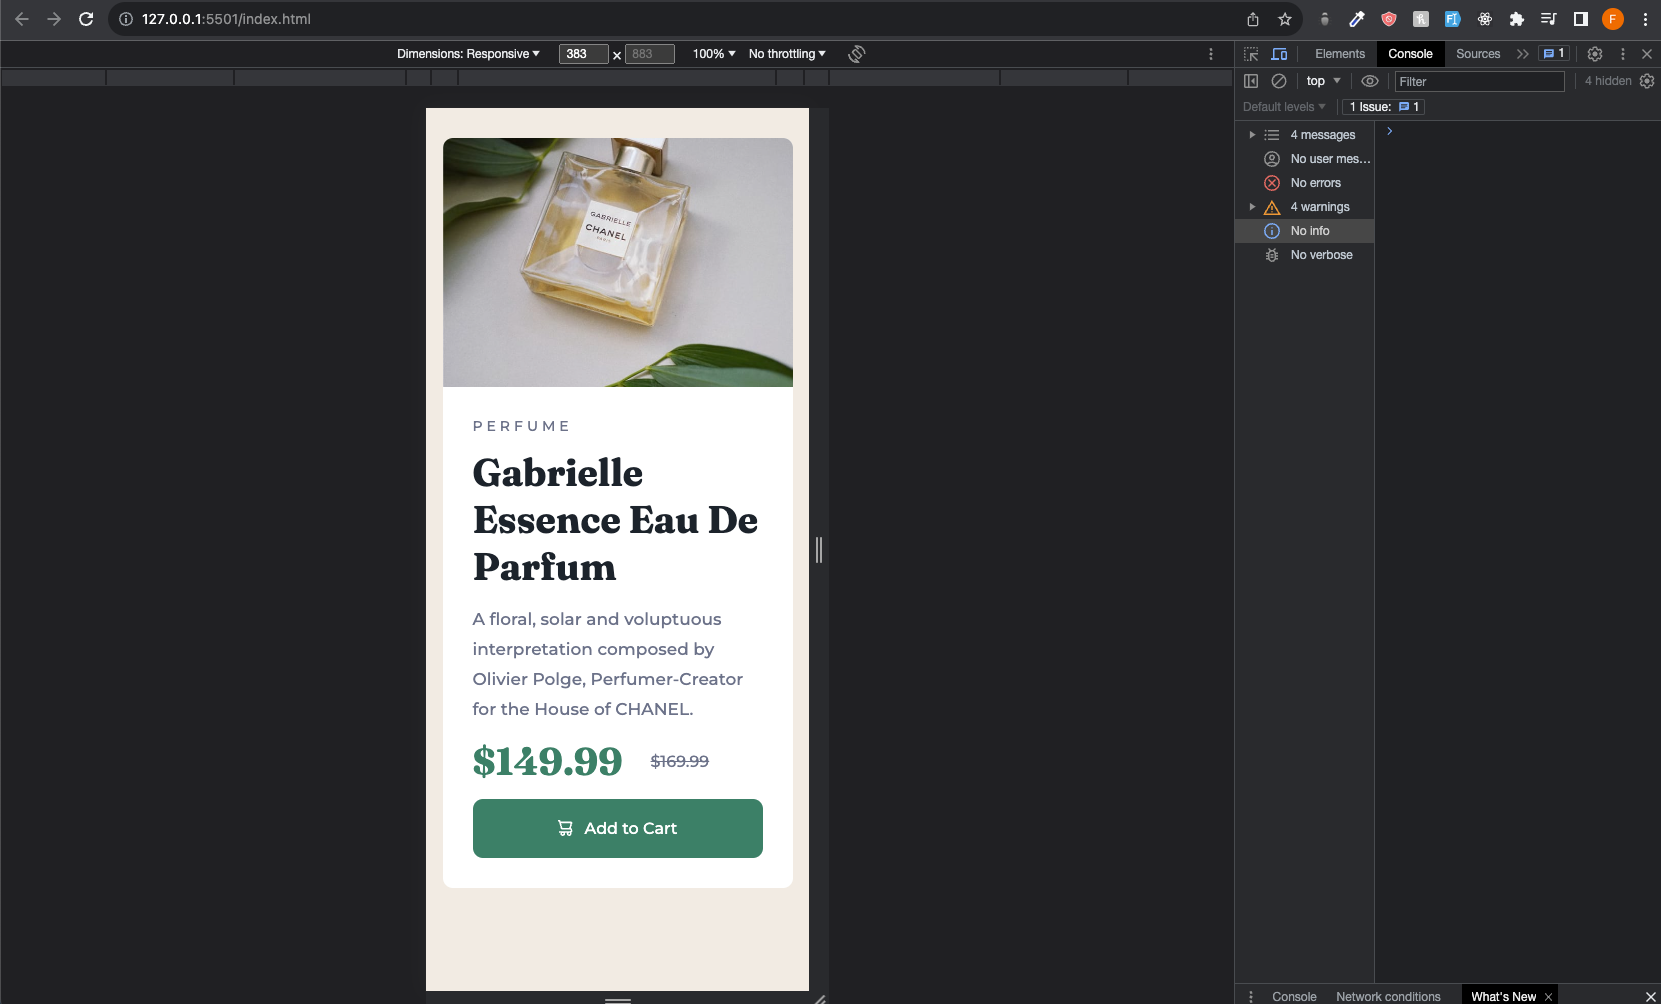 127.0.0.1:5501/index.html
F
Dimensions: Responsive 383 x 883 100% No throttling
Elements Console Sources 1
top Filter 4 hidden
Default levels 1 Issue: 1
4 messages
No user mes...
No errors
4 warnings
No info
No verbose
GABRIELLE
CHANEL
PARIS
PERFUME
Gabrielle
Essence Eau De
Parfum
A floral, solar and voluptuous
interpretation composed by
Olivier Polge, Perfumer-Creator
for the House of CHANEL.
$149.99 $169.99
Add to Cart
Console Network conditions What's New